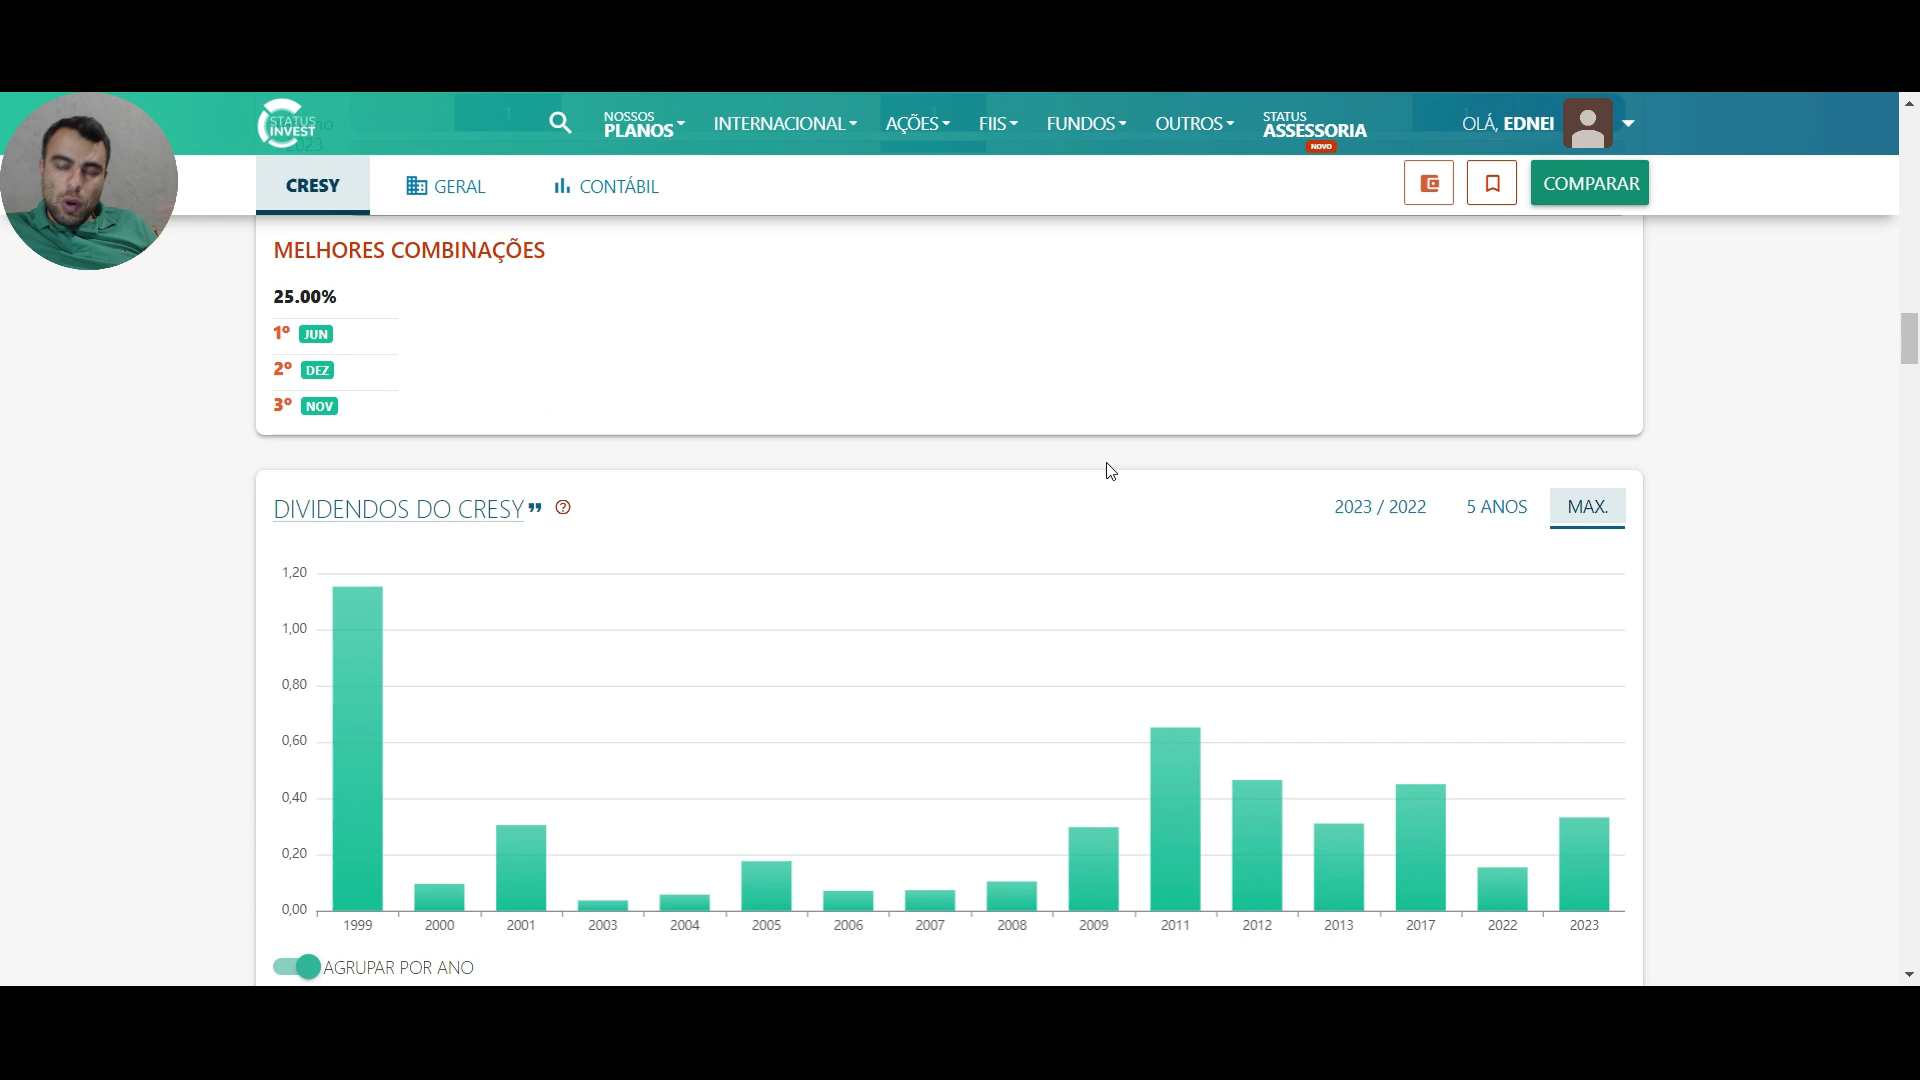 STATUS
INVEST
2023
NOSSOS
PLANOS
INTERNACIONAL
AÇÕES
FIIS
FUNDOS
OUTROS
STATUS
ASSESSORIA
NOVO
OLÁ, EDNEI
CRESY
GERAL
CONTÁBIL
COMPARAR
MELHORES COMBINAÇÕES
25.00%
1º JUN
2º DEZ
3º NOV
DIVIDENDOS DO CRESY
2023 / 2022
5 ANOS
MAX.
1,20
1,00
0,80
0,60
0,40
0,20
0,00
1999 2000 2001 2003 2004 2005 2006 2007 2008 2009 2011 2012 2013 2017 2022 2023
AGRUPAR POR ANO